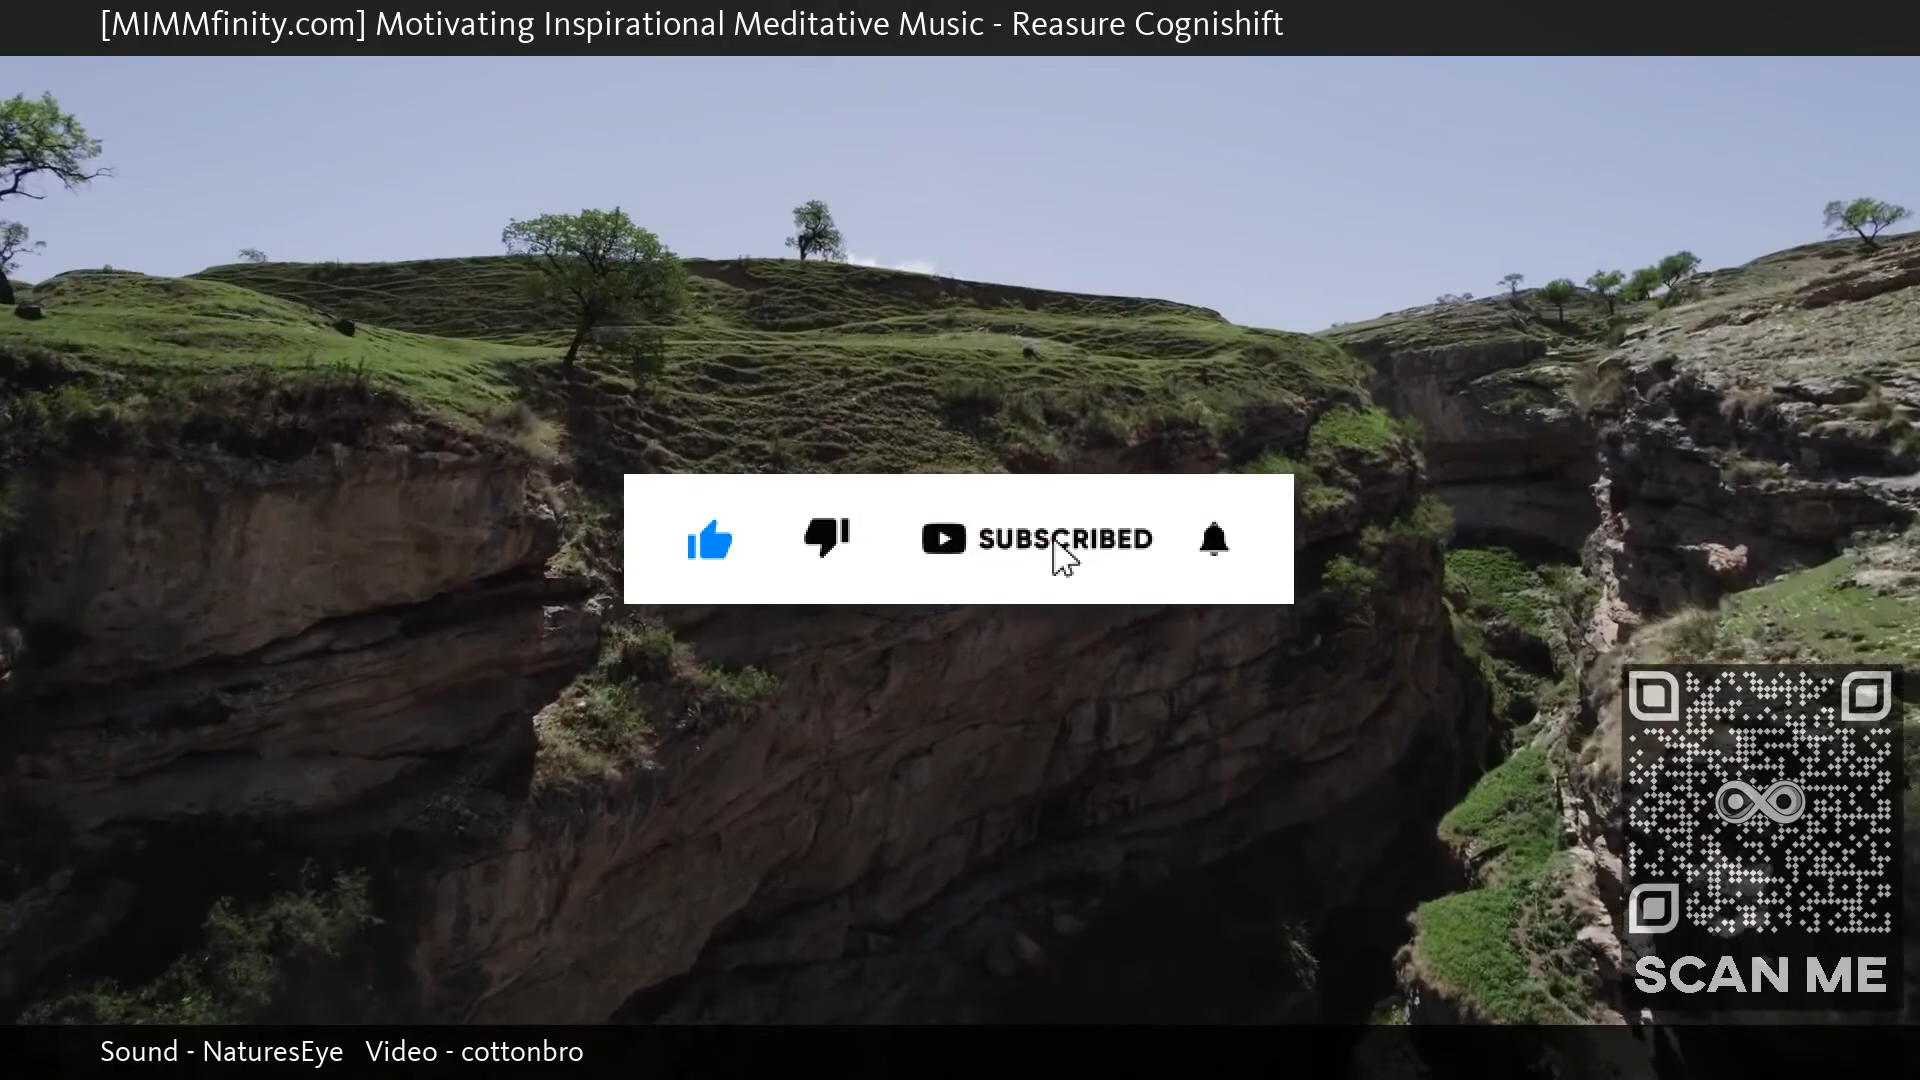 [MIMMfinity.com] Motivating Inspirational Meditative Music - Reasure Cognishift
SUBSCRIBED
SCAN ME
Sound - NaturesEye Video - cottonbro